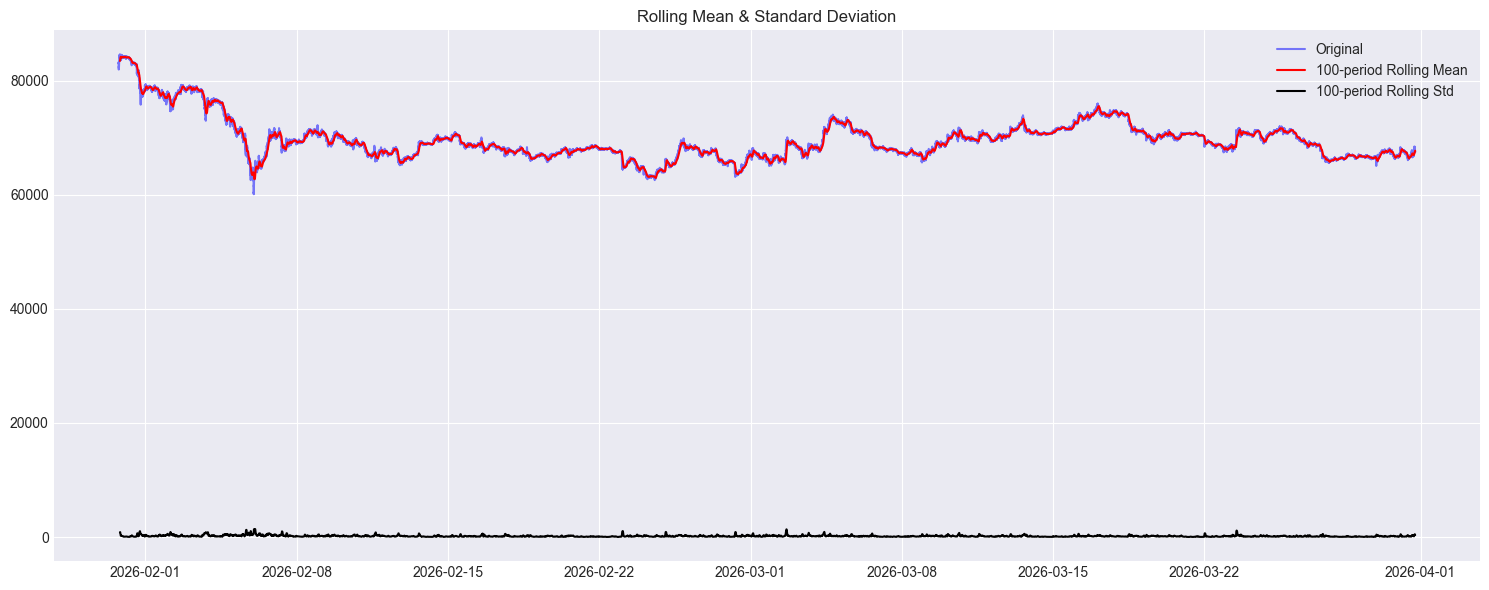 Rolling Mean & Standard Deviation
Original
100-period Rolling Mean
100-period Rolling Std
80000
60000
40000
20000
0
2026-02-01 2026-02-08 2026-02-15 2026-02-22 2026-03-01 2026-03-08 2026-03-15 2026-03-22 2026-04-01